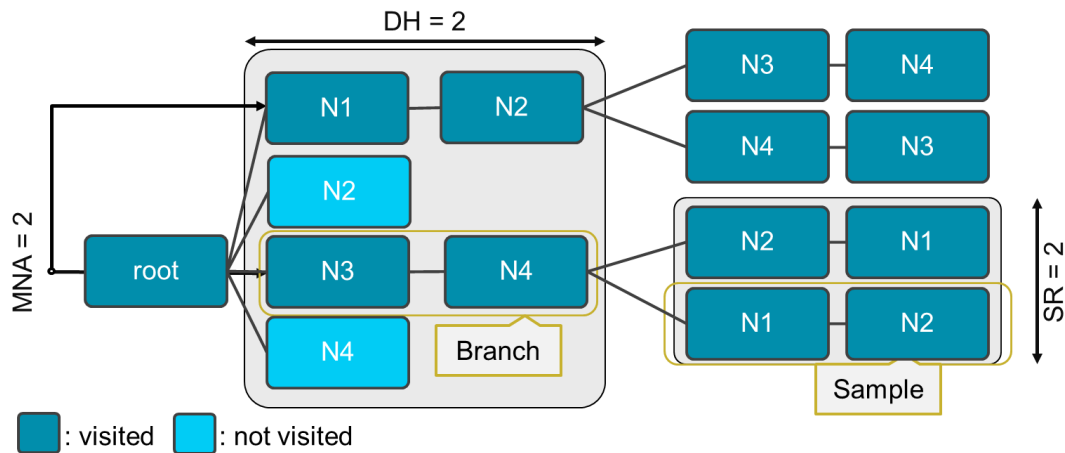 DH = 2
N1
N2
N3
N4
N4
N3
N2
MNA = 2
root
N3
N4
N2
N1
N1
N2
SR = 2
N4
Branch
Sample
: visited
: not visited